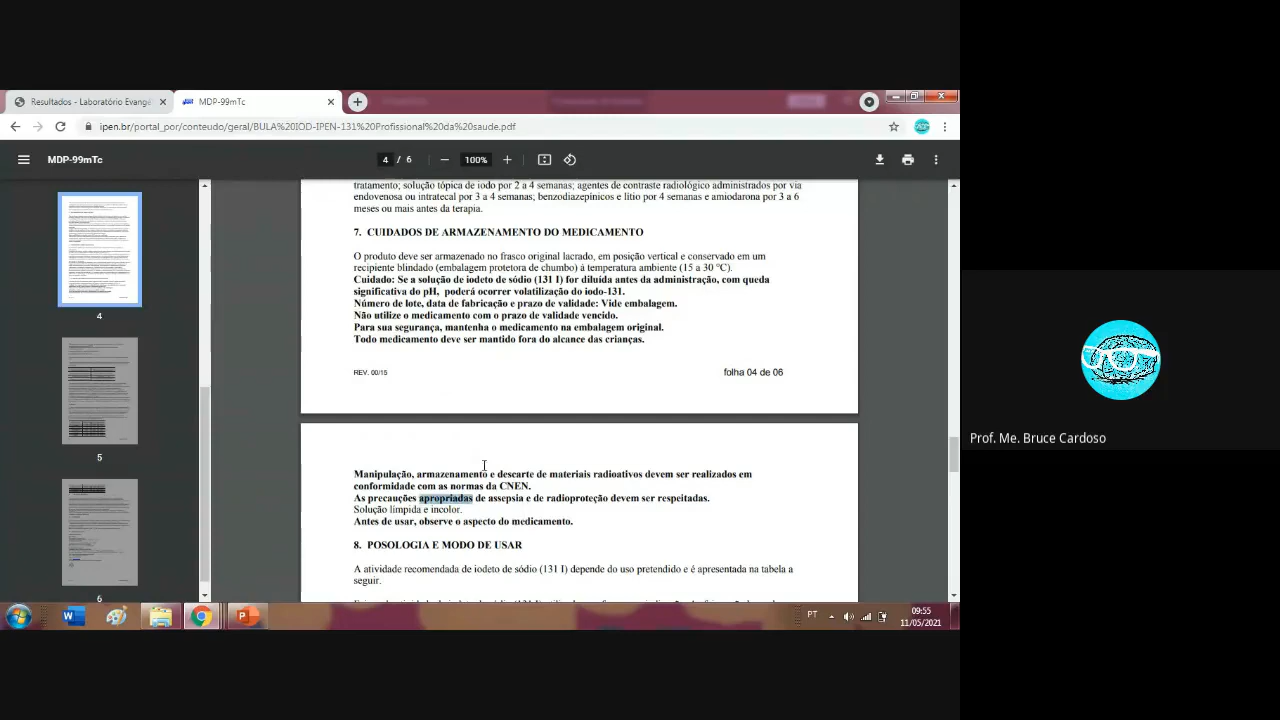 Resultados - Laboratório Evangé
MDP-99mTc
ipen.br/portal_por/conteudo/geral/BULA%20IOD-IPEN-131%20Profissional%20da%20saude.pdf
MDP-99mTc
4 / 6
100%
tratamento; solução tópica de iodo por 2 a 4 semanas; agentes de contraste radiológico administrados por via
endovenosa ou intratecal por 3 a 4 semanas; benzodiazepínicos e lítio por 4 semanas e amiodarona por 3 a 6
meses ou mais antes da terapia.
7. CUIDADOS DE ARMAZENAMENTO DO MEDICAMENTO
O produto deve ser armazenado no frasco original lacrado, em posição vertical e conservado em um
recipiente blindado (embalagem protetora de chumbo) à temperatura ambiente (15 a 30 °C).
Cuidado: Se a solução de iodeto de sódio (131 I) for diluída antes da administração, com queda
significativa do pH, poderá ocorrer volatilização do iodo-131.
Número de lote, data de fabricação e prazo de validade: Vide embalagem.
Não utilize o medicamento com o prazo de validade vencido.
Para sua segurança, mantenha o medicamento na embalagem original.
Todo medicamento deve ser mantido fora do alcance das crianças.
REV. 00/15
folha 04 de 06
Manipulação, armazenamento e descarte de materiais radioativos devem ser realizados em
conformidade com as normas da CNEN.
As precauções apropriadas de assepsia e de radioproteção devem ser respeitadas.
Solução límpida e incolor.
Antes de usar, observe o aspecto do medicamento.
8. POSOLOGIA E MODO DE USAR
A atividade recomendada de iodeto de sódio (131 I) depende do uso pretendido e é apresentada na tabela a
seguir.
4
5
6
Prof. Me. Bruce Cardoso
PT
09:55
11/05/2021